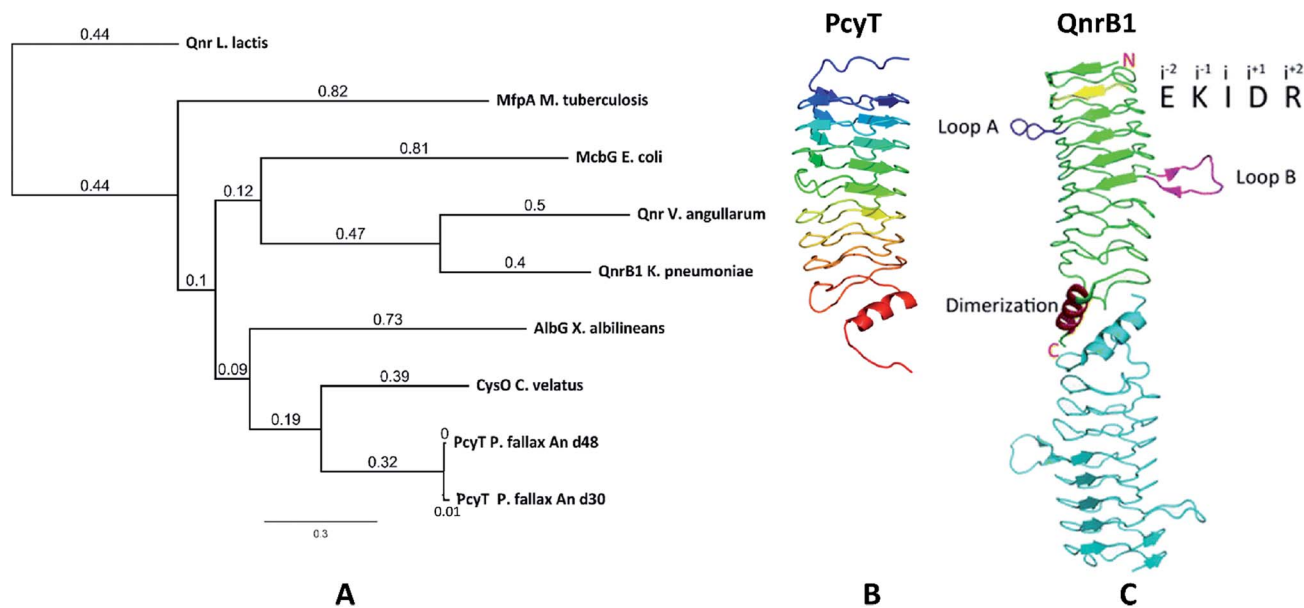 0.44
Qnr L. lactis
0.82
MfpA M. tuberculosis
0.44
0.81
McbG E. coli
0.12
0.5
Qnr V. angullarum
0.47
0.4
QnrB1 K. pneumoniae
0.1
0.73
AlbG X. albilineans
0.09
0.39
CysO C. velatus
0.19
0
PcyT P. fallax An d48
0.32
PcyT P. fallax An d30
0.01
0.3
A
PcyT
B
QnrB1
N
i-2 i-1 i i+1 i+2
E K I D R
Loop A
Loop B
Dimerization
C
C